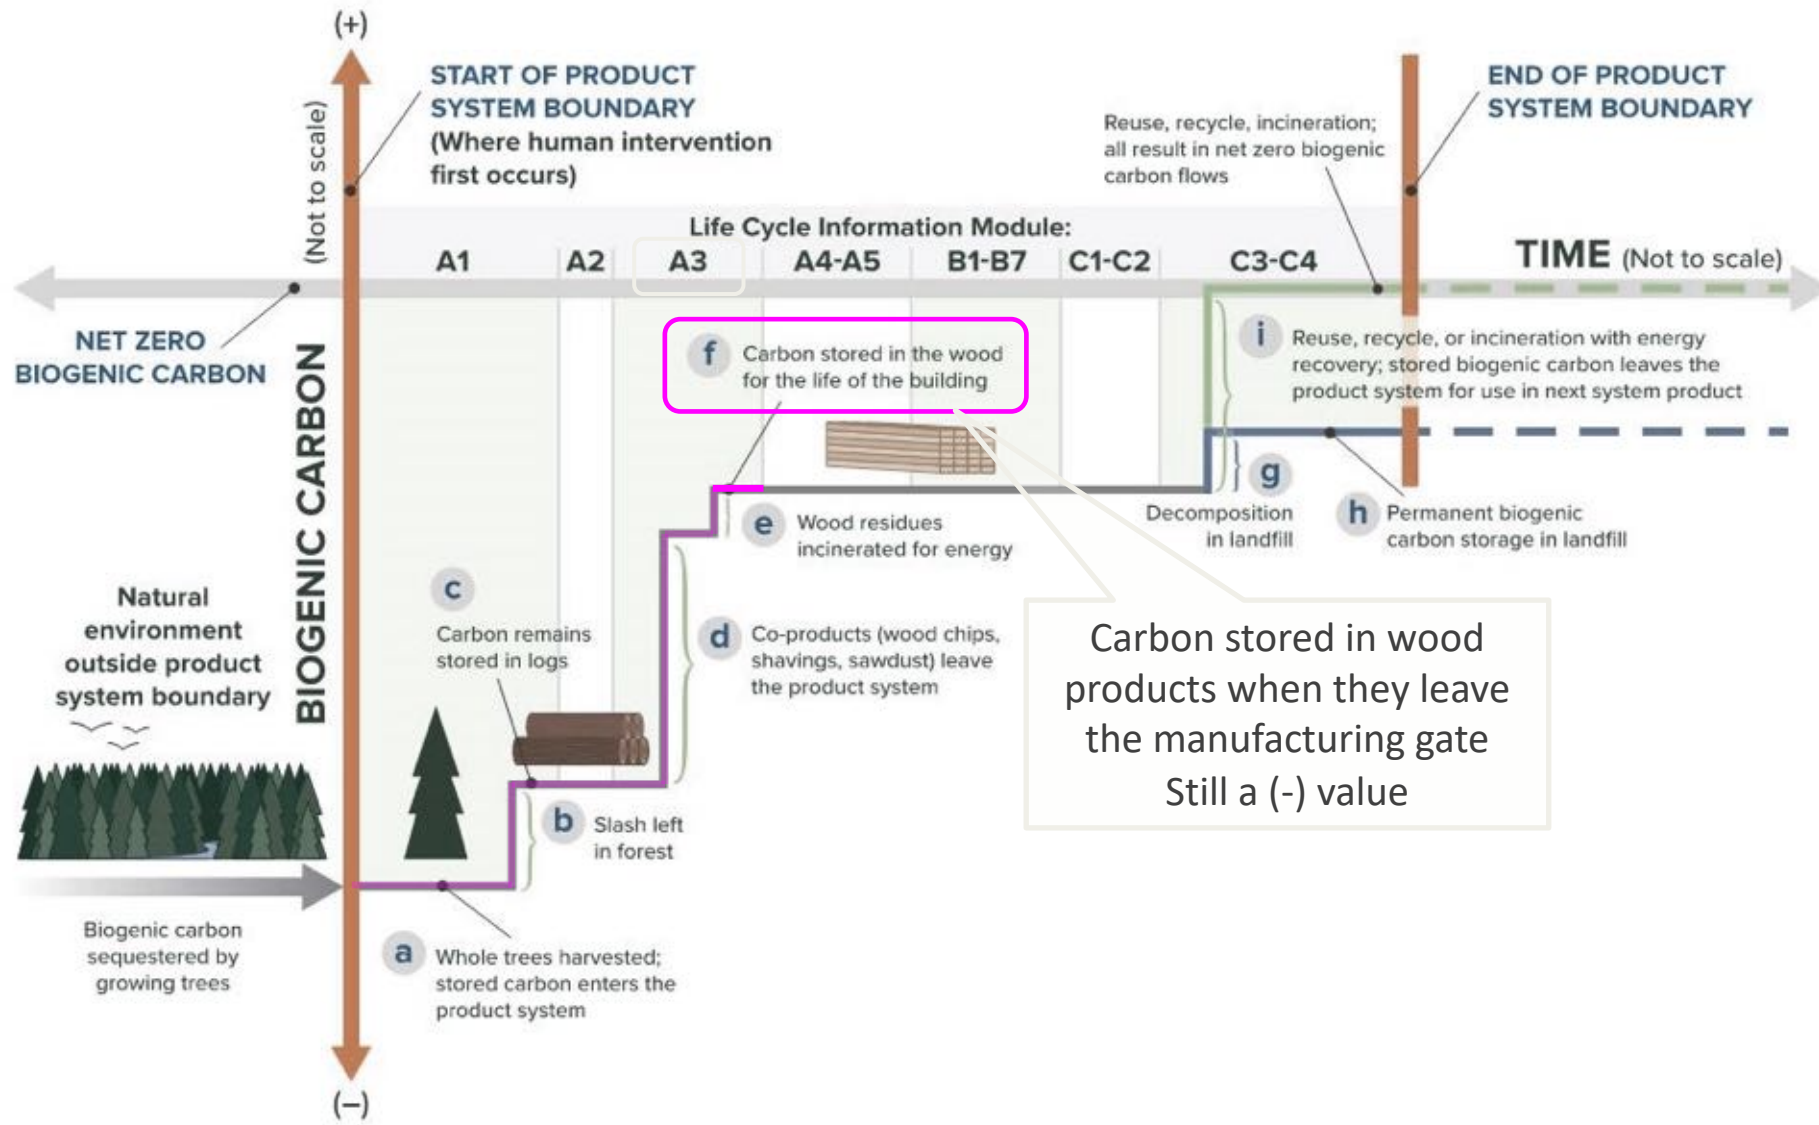 (+)
START OF PRODUCT
SYSTEM BOUNDARY
(Where human intervention
first occurs)
(Not to scale)
Reuse, recycle, incineration;
all result in net zero biogenic
carbon flows
END OF PRODUCT
SYSTEM BOUNDARY
Life Cycle Information Module:
A1 A2 A3 A4-A5 B1-B7 C1-C2 C3-C4
TIME (Not to scale)
NET ZERO
BIOGENIC CARBON
BIOGENIC CARBON
f Carbon stored in the wood
for the life of the building
i Reuse, recycle, or incineration with energy
recovery; stored biogenic carbon leaves the
product system for use in next system product
g
Decomposition
in landfill
h Permanent biogenic
carbon storage in landfill
e Wood residues
incinerated for energy
Natural
environment
outside product
system boundary
c
Carbon remains
stored in logs
d Co-products (wood chips,
shavings, sawdust) leave
the product system
Carbon stored in wood
products when they leave
the manufacturing gate
Still a (-) value
b Slash left
in forest
Biogenic carbon
sequestered by
growing trees
a Whole trees harvested;
stored carbon enters the
product system
(−)